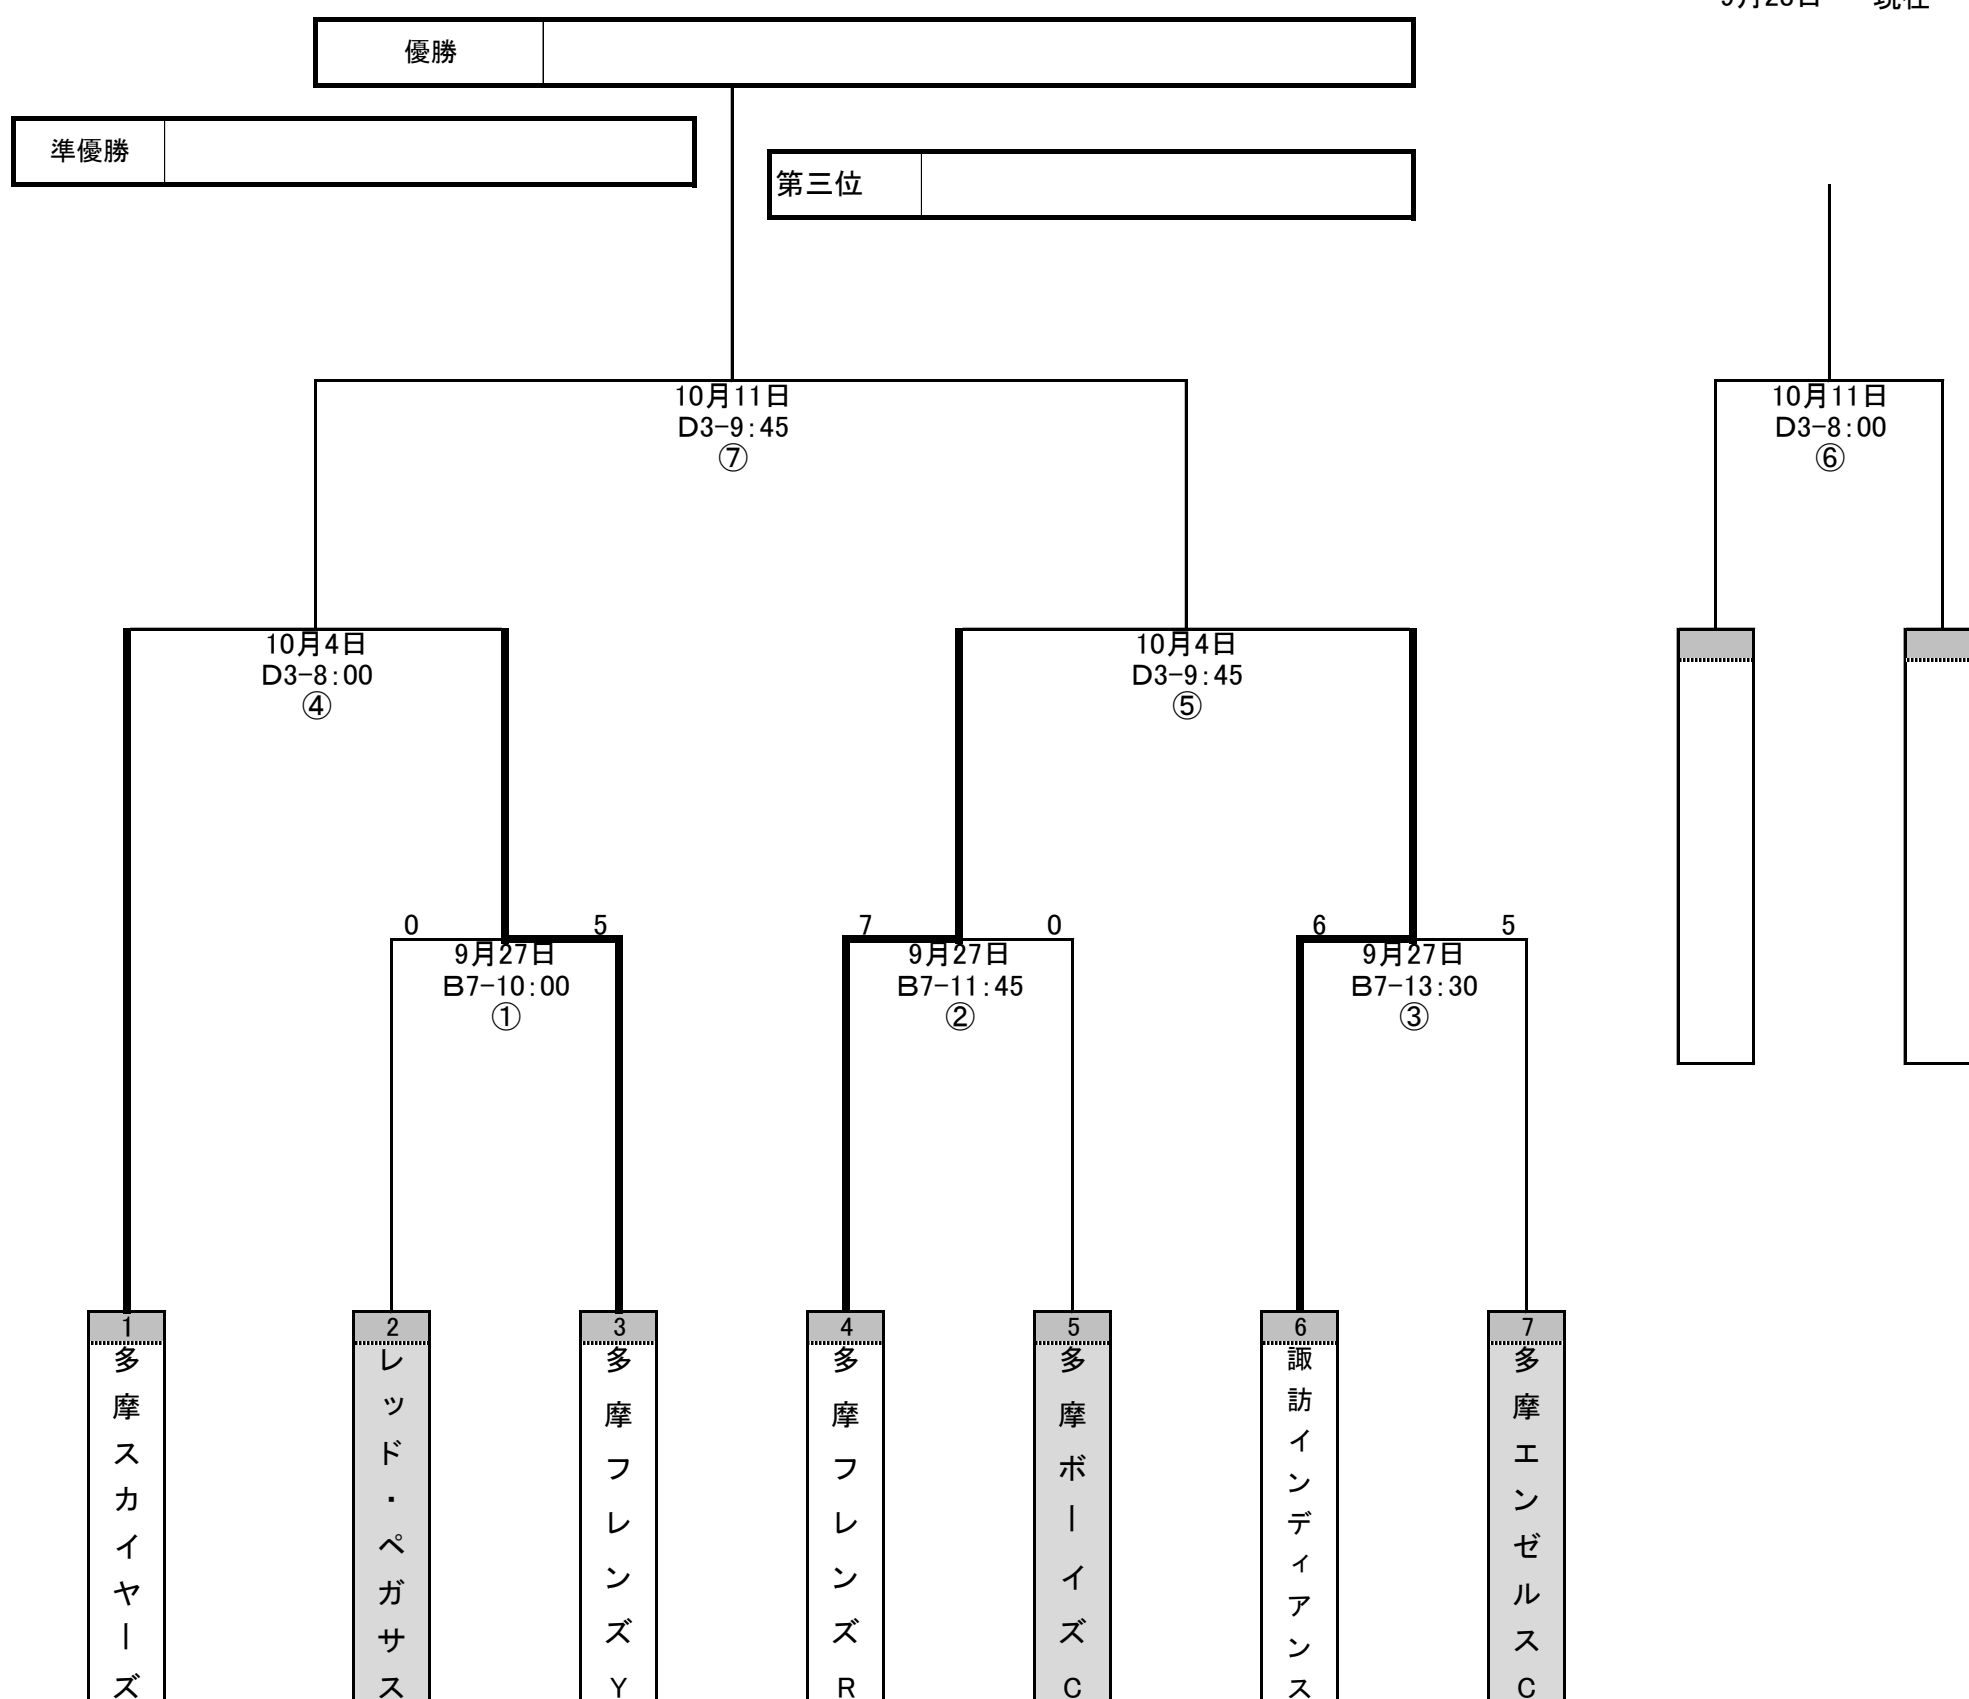 優勝
準優勝
第三位
10月11日
D3-9:45
⑦
10月11日
D3-8:00
⑥
10月4日
D3-8:00
④
10月4日
D3-9:45
⑤
0 5
9月27日
B7-10:00
①
7 0
9月27日
B7-11:45
②
6 5
9月27日
B7-13:30
③
1
多摩スカイヤーズ
2
レッド・ペガサス
3
多摩フレンズY
4
多摩フレンズR
5
多摩ボーイズC
6
諏訪インディアンス
7
多摩エンゼルスC